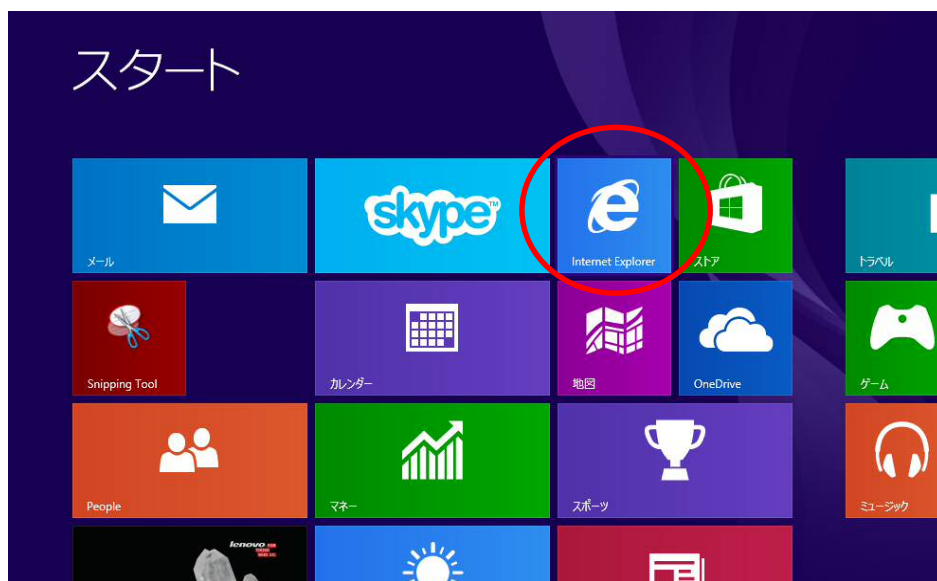 スタート
skype™
メール
Internet Explorer
ストア
トラベル
Snipping Tool
カレンダー
地図
OneDrive
ゲーム
People
マネー
スポーツ
ミュージック
lenovo